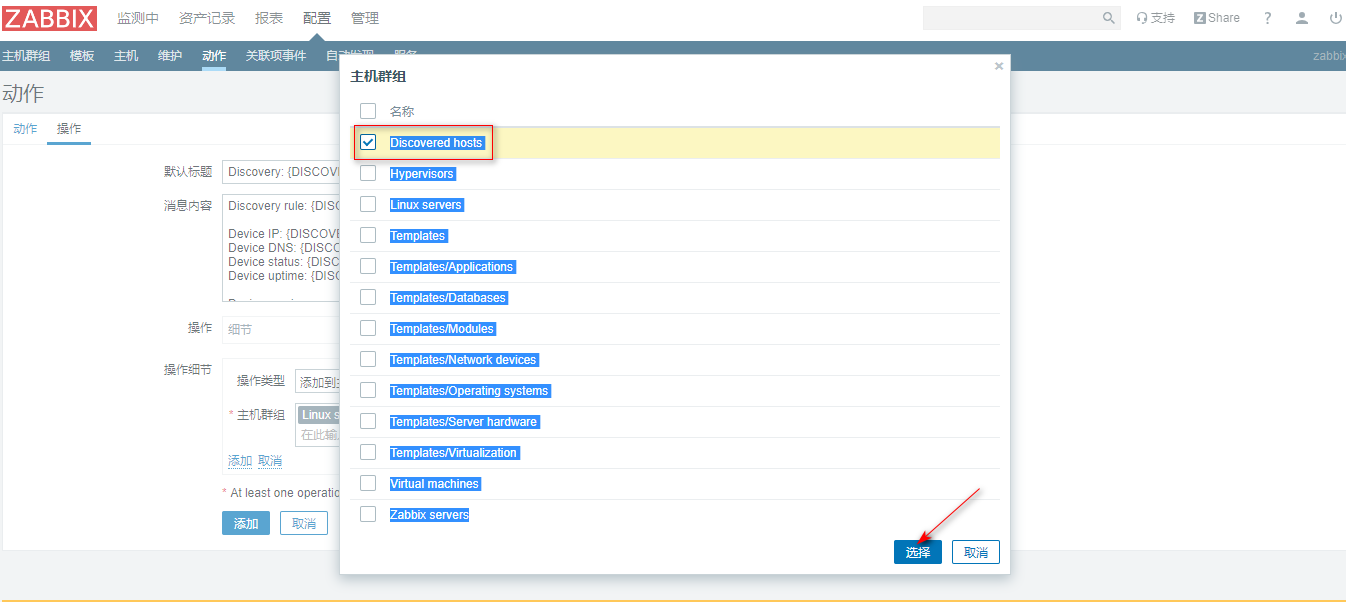 ZABBIX 监测中 资产记录 报表 配置 管理 支持 Z Share ?
主机群组 模板 主机 维护 动作 关联项事件 自动发现 服务 zabbix
动作
动作 操作
默认标题 Discovery: {DISCOV
消息内容 Discovery rule: {DISC
Device IP: {DISCOVE
Device DNS: {DISCO
Device status: {DISC
Device uptime: {DISC
操作 细节
操作细节
操作类型 添加到主
* 主机群组 Linux s
在此输
添加 取消
* At least one operatio
添加 取消
主机群组 ×
名称
Discovered hosts
Hypervisors
Linux servers
Templates
Templates/Applications
Templates/Databases
Templates/Modules
Templates/Network devices
Templates/Operating systems
Templates/Server hardware
Templates/Virtualization
Virtual machines
Zabbix servers
选择 取消